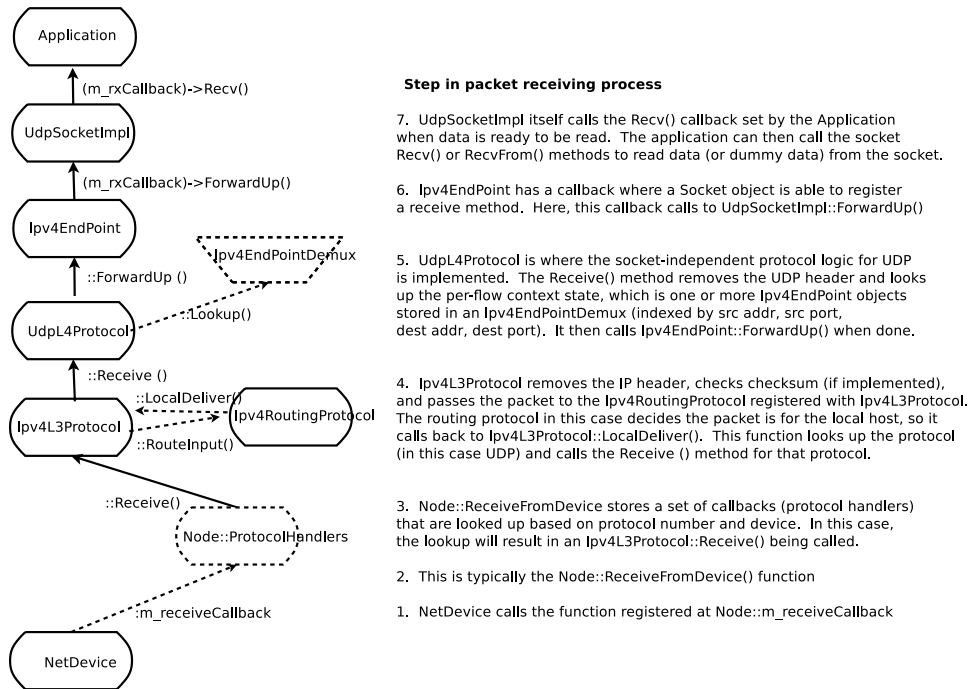 Application
(m_rxCallback)->Recv()
UdpSocketImpl
(m_rxCallback)->ForwardUp()
Ipv4EndPoint
Ipv4EndPointDemux
::ForwardUp ()
::Lookup()
UdpL4Protocol
::Receive ()
::LocalDeliver()
Ipv4L3Protocol
Ipv4RoutingProtocol
::RouteInput()
::Receive()
Node::ProtocolHandlers
:m_receiveCallback
NetDevice
Step in packet receiving process
7. UdpSocketImpl itself calls the Recv() callback set by the Application
when data is ready to be read. The application can then call the socket
Recv() or RecvFrom() methods to read data (or dummy data) from the socket.
6. Ipv4EndPoint has a callback where a Socket object is able to register
a receive method. Here, this callback calls to UdpSocketImpl::ForwardUp()
5. UdpL4Protocol is where the socket-independent protocol logic for UDP
is implemented. The Receive() method removes the UDP header and looks
up the per-flow context state, which is one or more Ipv4EndPoint objects
stored in an Ipv4EndPointDemux (indexed by src addr, src port,
dest addr, dest port). It then calls Ipv4EndPoint::ForwardUp() when done.
4. Ipv4L3Protocol removes the IP header, checks checksum (if implemented),
and passes the packet to the Ipv4RoutingProtocol registered with Ipv4L3Protocol.
The routing protocol in this case decides the packet is for the local host, so it
calls back to Ipv4L3Protocol::LocalDeliver(). This function looks up the protocol
(in this case UDP) and calls the Receive () method for that protocol.
3. Node::ReceiveFromDevice stores a set of callbacks (protocol handlers)
that are looked up based on protocol number and device. In this case,
the lookup will result in an Ipv4L3Protocol::Receive() being called.
2. This is typically the Node::ReceiveFromDevice() function
1. NetDevice calls the function registered at Node::m_receiveCallback